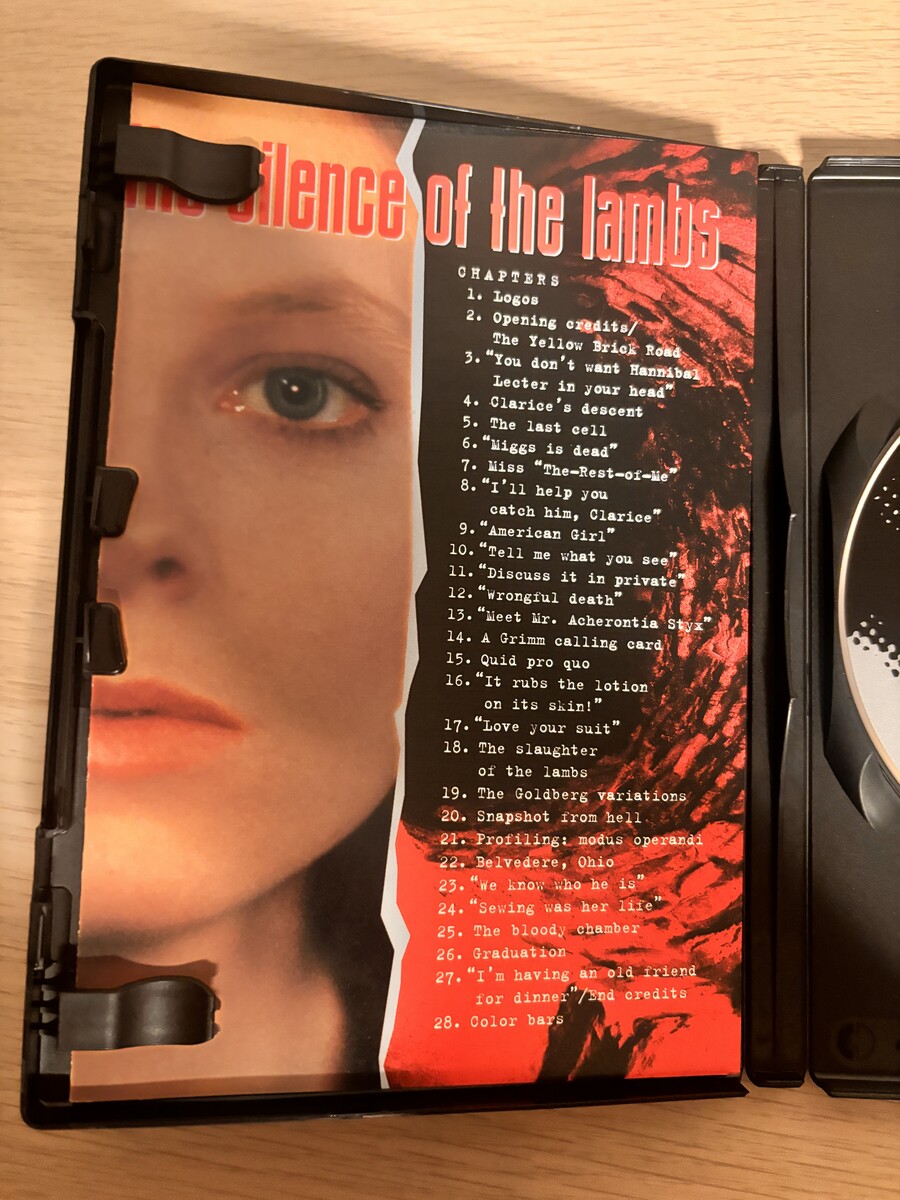 The silence of the lambs
CHAPTERS
1. Logos
2. Opening credits/
The Yellow Brick Road
3. “You don't want Hannibal
Lecter in your head”
4. Clarice's descent
5. The last cell
6. “Miggs is dead”
7. Miss “The-Rest-of-Me”
8. “I'll help you
catch him, Clarice”
9. “American Girl”
10. “Tell me what you see”
11. “Discuss it in private”
12. “Wrongful death”
13. “Meet Mr. Acherontia Styx”
14. A Grimm calling card
15. Quid pro quo
16. “It rubs the lotion
on its skin!”
17. “Love your suit”
18. The slaughter
of the lambs
19. The Goldberg variations
20. Snapshot from hell
21. Profiling: modus operandi
22. Belvedere, Ohio
23. “We know who he is”
24. “Sewing was her life”
25. The bloody chamber
26. Graduation
27. “I'm having an old friend
for dinner”/End credits
28. Color bars